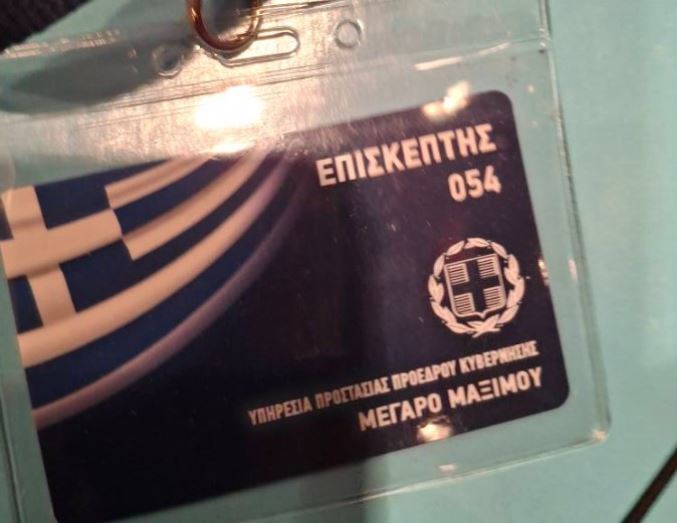 ΕΠΙΣΚΕΠΤΗΣ
054
ΥΠΗΡΕΣΙΑ ΠΡΟΣΤΑΣΙΑΣ ΠΡΟΕΔΡΟΥ ΚΥΒΕΡΝΗΣΗΣ
ΜΕΓΑΡΟ ΜΑΞΙΜΟΥ